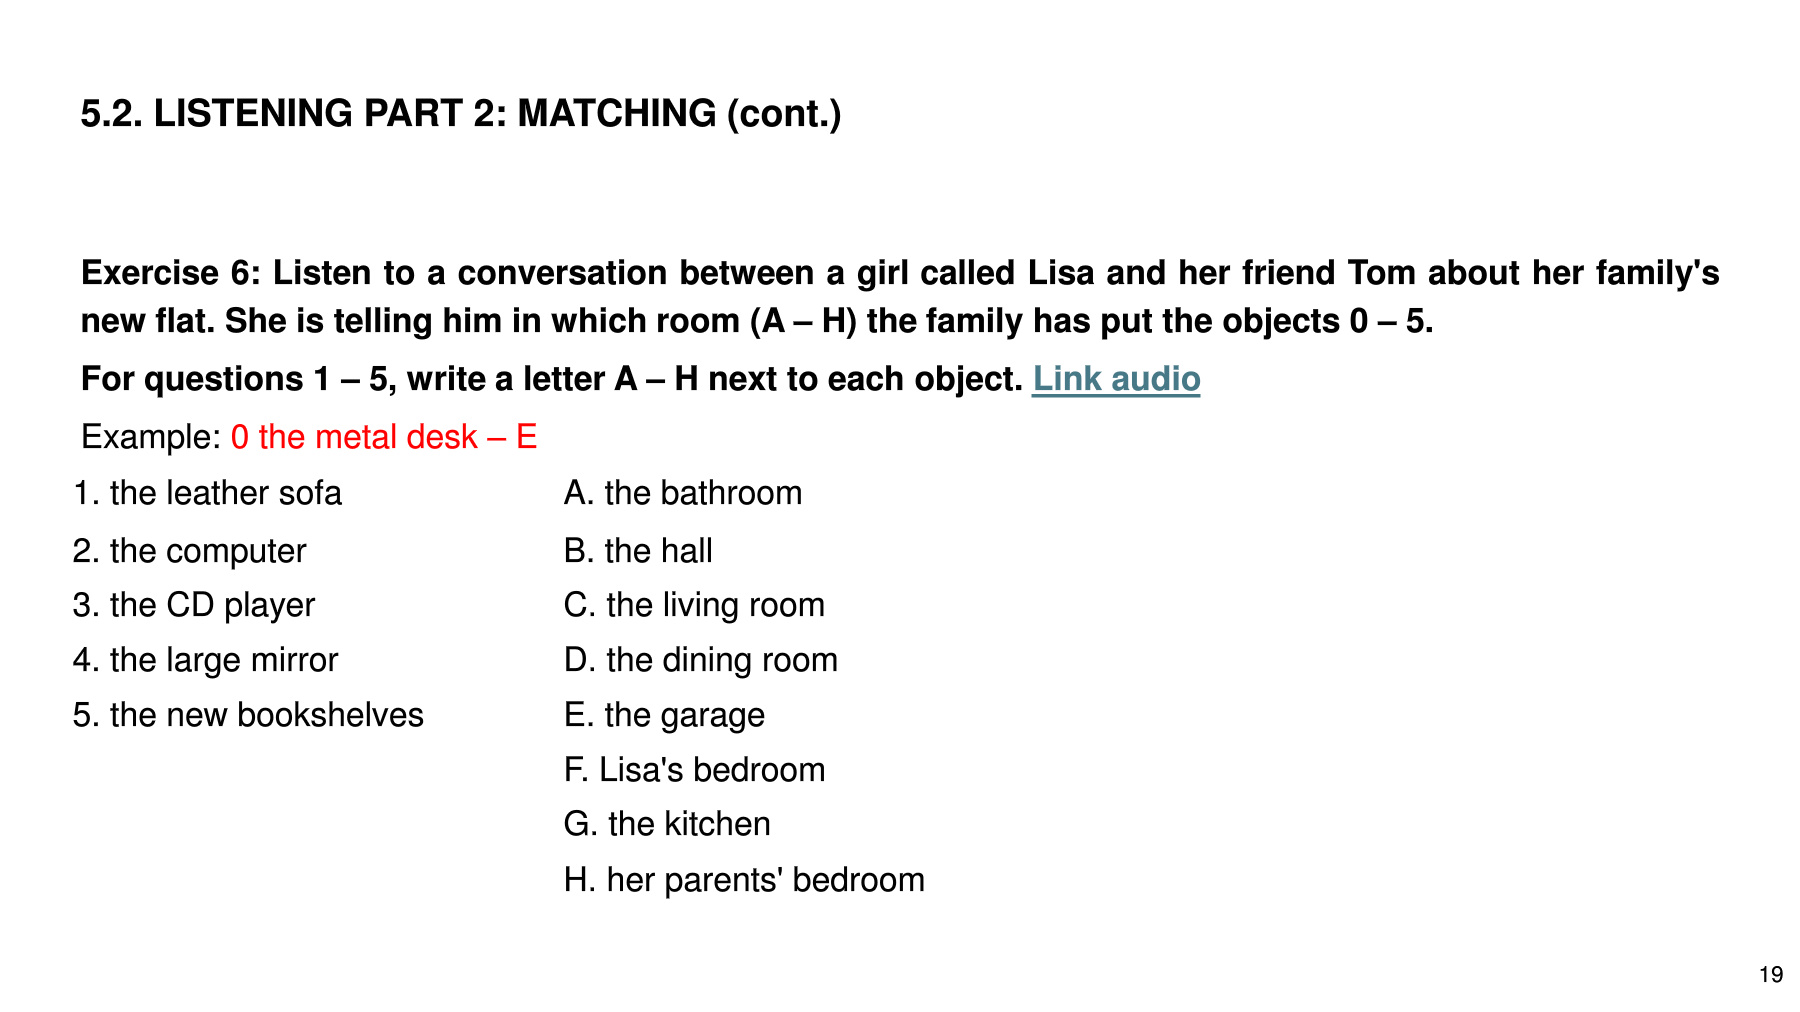 5.2. LISTENING PART 2: MATCHING (cont.)
Exercise 6: Listen to a conversation between a girl called Lisa and her friend Tom about her family's
new flat. She is telling him in which room (A – H) the family has put the objects 0 – 5.
For questions 1 – 5, write a letter A – H next to each object. Link audio
Example: 0 the metal desk – E
1. the leather sofa
2. the computer
3. the CD player
4. the large mirror
5. the new bookshelves
A. the bathroom
B. the hall
C. the living room
D. the dining room
E. the garage
F. Lisa's bedroom
G. the kitchen
H. her parents' bedroom
19